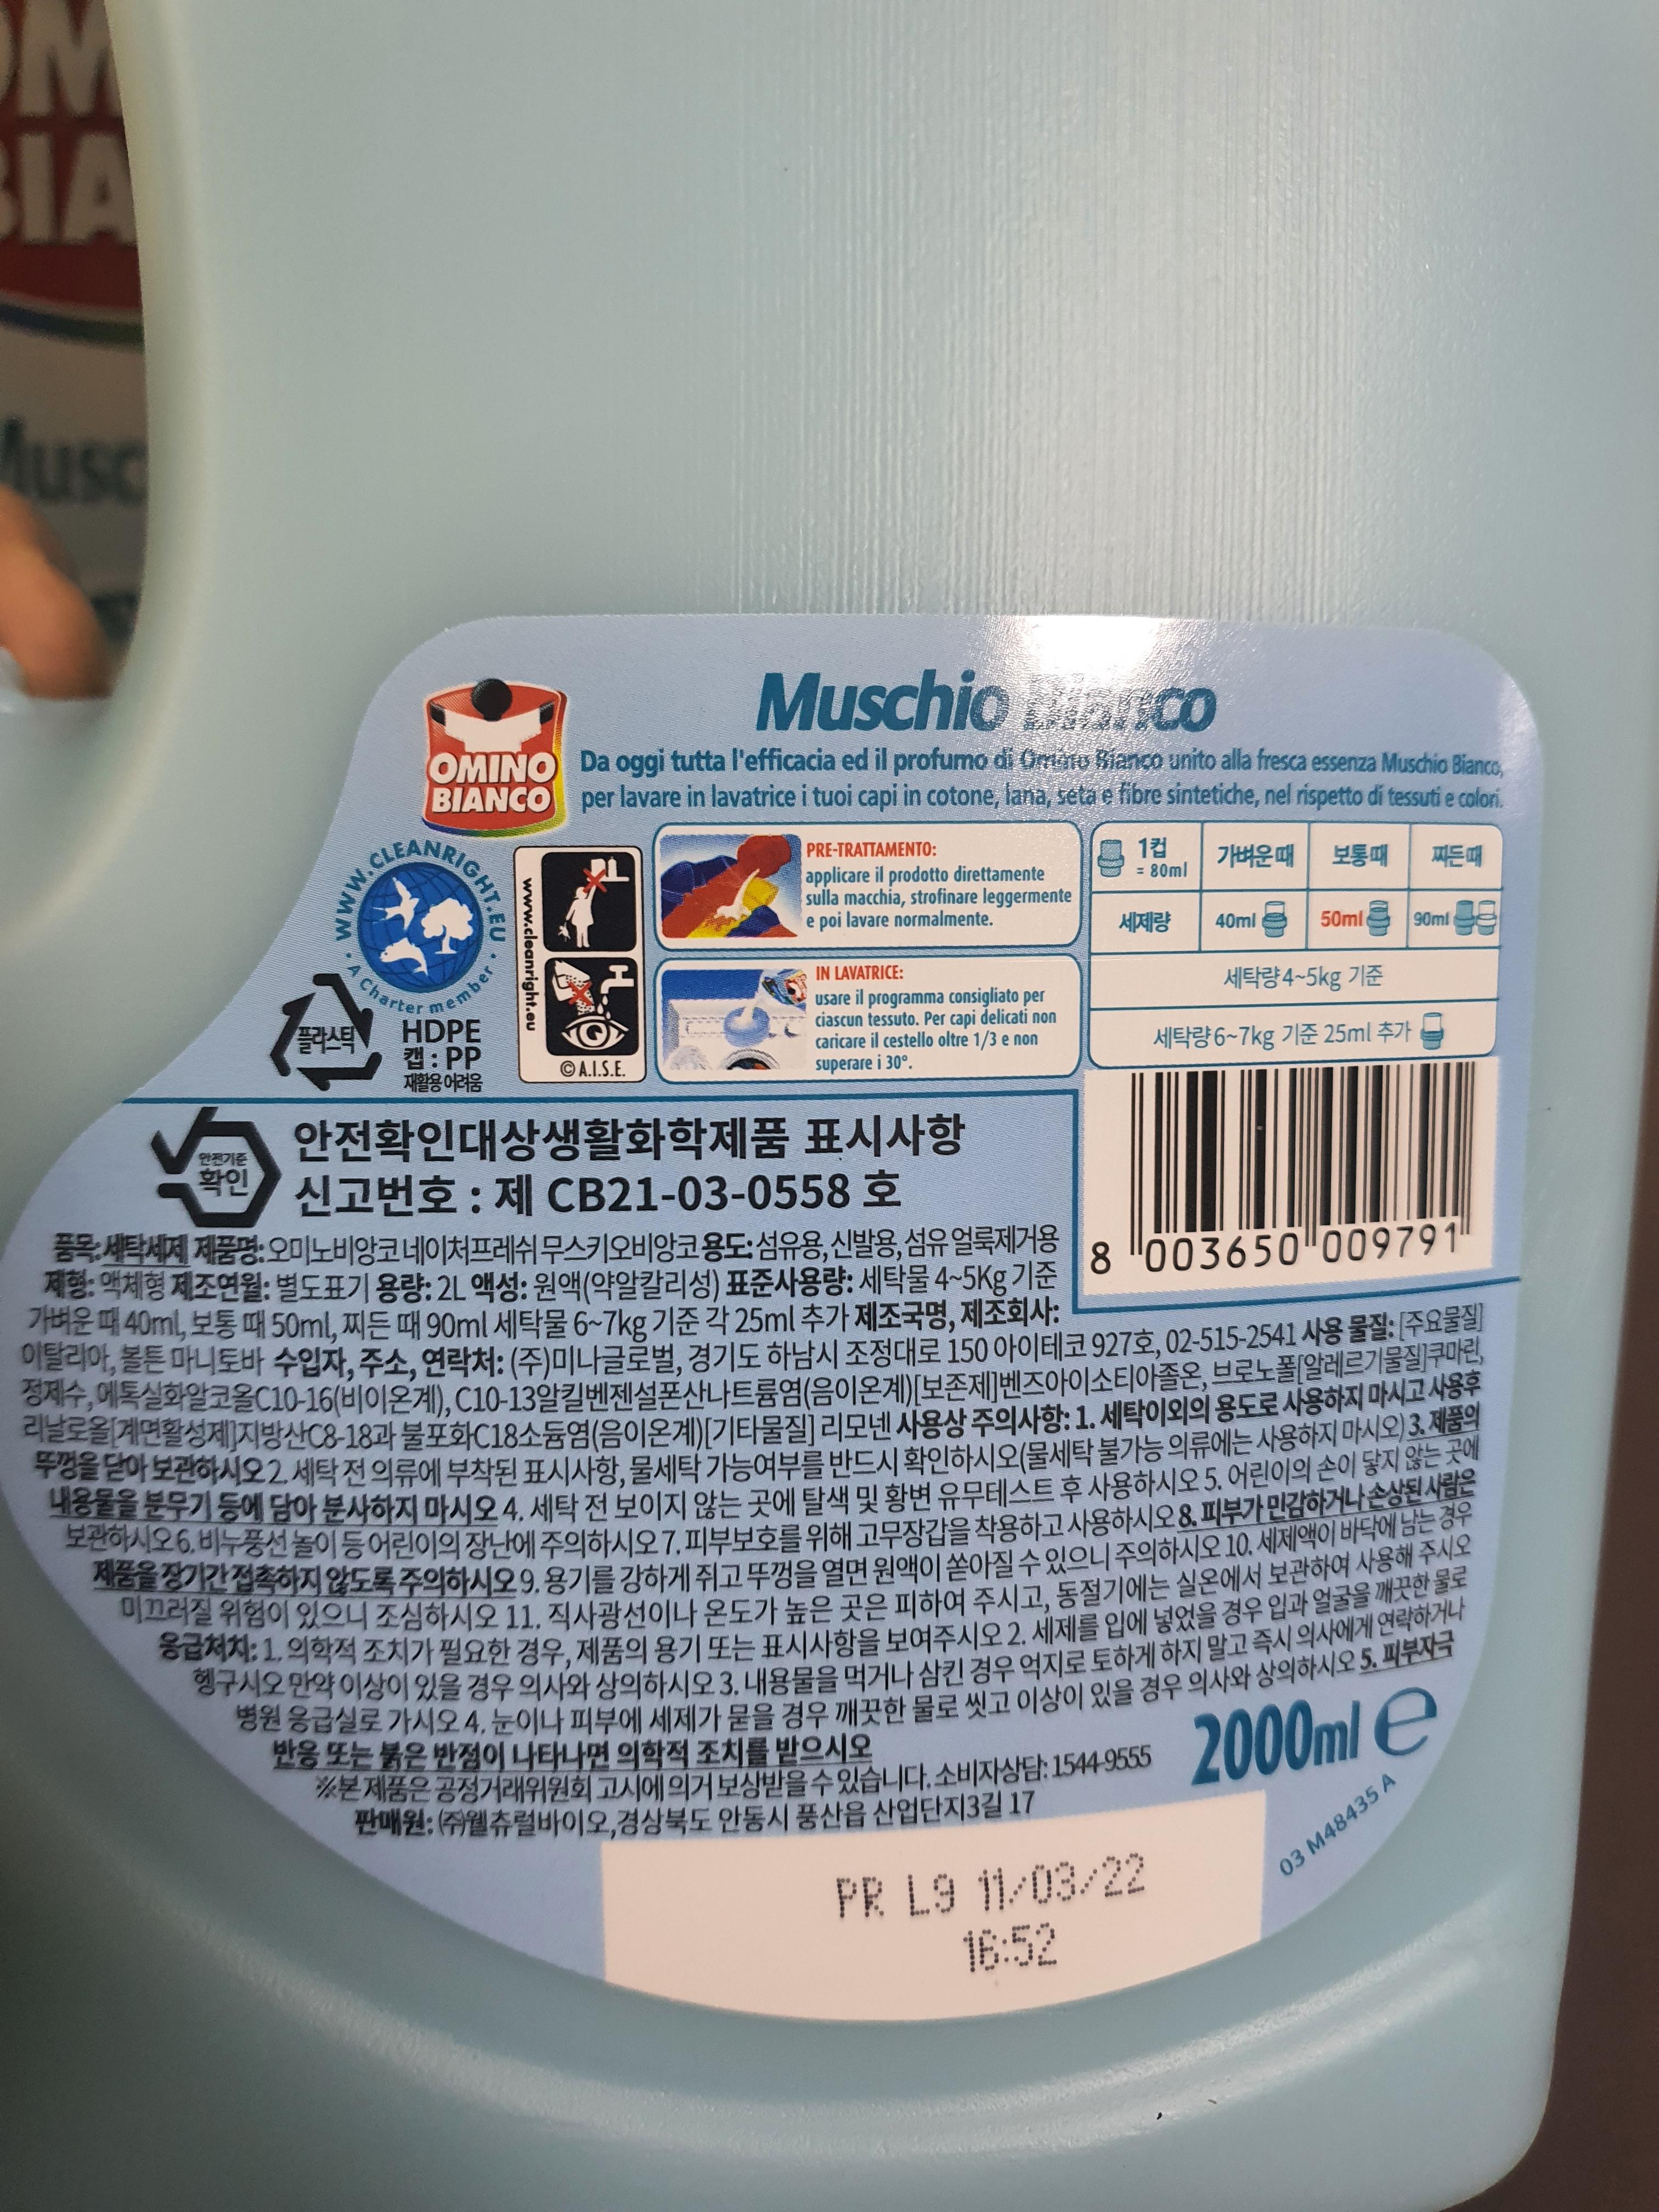 OM
BIA
Musc
Muschio Bianco
OMINO
BIANCO
Da oggi tutta l'efficacia ed il profumo di Omino Bianco unito alla fresca essenza Muschio Bianco,
per lavare in lavatrice i tuoi capi in cotone, lana, seta e fibre sintetiche, nel rispetto di tessuti e colori.
WWW.CLEANRIGHT.EU
• A Charter member •
www.cleanright.eu
© A.I.S.E.
PRE-TRATTAMENTO:
applicare il prodotto direttamente
sulla macchia, strofinare leggermente
e poi lavare normalmente.
IN LAVATRICE:
usare il programma consigliato per
ciascun tessuto. Per capi delicati non
caricare il cestello oltre 1/3 e non
superare i 30°.
1컵 = 80ml 가벼운때 보통때 찌든때
세제량 40ml 50ml 90ml
세탁량4~5kg 기준
세탁량6~7kg 기준 25ml 추가
플라스틱
HDPE
캡 : PP
재활용어려움
안전기준
확인
안전확인대상생활화학제품 표시사항
신고번호 : 제 CB21-03-0558 호
8 003650 009791
품목:세탁세제 제품명:오미노비앙코네이처프레쉬무스키오비앙코용도:섬유용,신발용,섬유얼룩제거용
제형: 액체형 제조연월: 별도표기 용량: 2L 액성: 원액(약알칼리성) 표준사용량: 세탁물 4~5Kg 기준
가벼운 때 40ml, 보통 때 50ml, 찌든 때 90ml 세탁물 6~7kg 기준 각 25ml 추가 제조국명, 제조회사:
이탈리아, 볼튼 마니토바 수입자, 주소, 연락처: (주)미나글로벌, 경기도 하남시 조정대로 150 아이테코 927호, 02-515-2541 사용 물질: [주요물질]
정제수,에톡실화알코올C10-16(비이온계), C10-13알킬벤젠설폰산나트륨염(음이온계)[보존제]벤즈아이소티아졸온, 브로노폴[알레르기물질]쿠마린,
리날로올[계면활성제]지방산C8-18과 불포화C18소듐염(음이온계)[기타물질] 리모넨 사용상 주의사항: 1. 세탁이외의 용도로 사용하지 마시고 사용후
뚜껑을 닫아 보관하시오 2. 세탁 전 의류에 부착된 표시사항, 물세탁 가능여부를 반드시 확인하시오(물세탁 불가능 의류에는 사용하지 마시오) 3. 제품의
내용물을 분무기 등에 담아 분사하지 마시오 4. 세탁 전 보이지 않는 곳에 탈색 및 황변 유무테스트 후 사용하시오 5. 어린이의 손이 닿지 않는 곳에
보관하시오 6. 비누풍선 놀이 등 어린이의 장난에 주의하시오 7. 피부보호를 위해 고무장갑을 착용하고 사용하시오 8. 피부가 민감하거나 손상된 사람은
제품을 장기간 접촉하지 않도록 주의하시오 9. 용기를 강하게 쥐고 뚜껑을 열면 원액이 쏟아질 수 있으니 주의하시오 10. 세제액이 바닥에 남는 경우
미끄러질 위험이 있으니 조심하시오 11. 직사광선이나 온도가 높은 곳은 피하여 주시고, 동절기에는 실온에서 보관하여 사용해 주시오
응급처치: 1. 의학적 조치가 필요한 경우, 제품의 용기 또는 표시사항을 보여주시오 2. 세제를 입에 넣었을 경우 입과 얼굴을 깨끗한 물로
헹구시오 만약 이상이 있을 경우 의사와 상의하시오 3. 내용물을 먹거나 삼킨 경우 억지로 토하게 하지 말고 즉시 의사에게 연락하거나
병원 응급실로 가시오 4. 눈이나 피부에 세제가 묻을 경우 깨끗한 물로 씻고 이상이 있을 경우 의사와 상의하시오 5. 피부자극
반응 또는 붉은 반점이 나타나면 의학적 조치를 받으시오
※본 제품은 공정거래위원회 고시에 의거 보상받을 수 있습니다. 소비자상담: 1544-9555
판매원: (주)웰츄럴바이오,경상북도 안동시 풍산읍 산업단지3길 17
2000ml e
03 M48435 A
PR L9 11/03/22
16:52